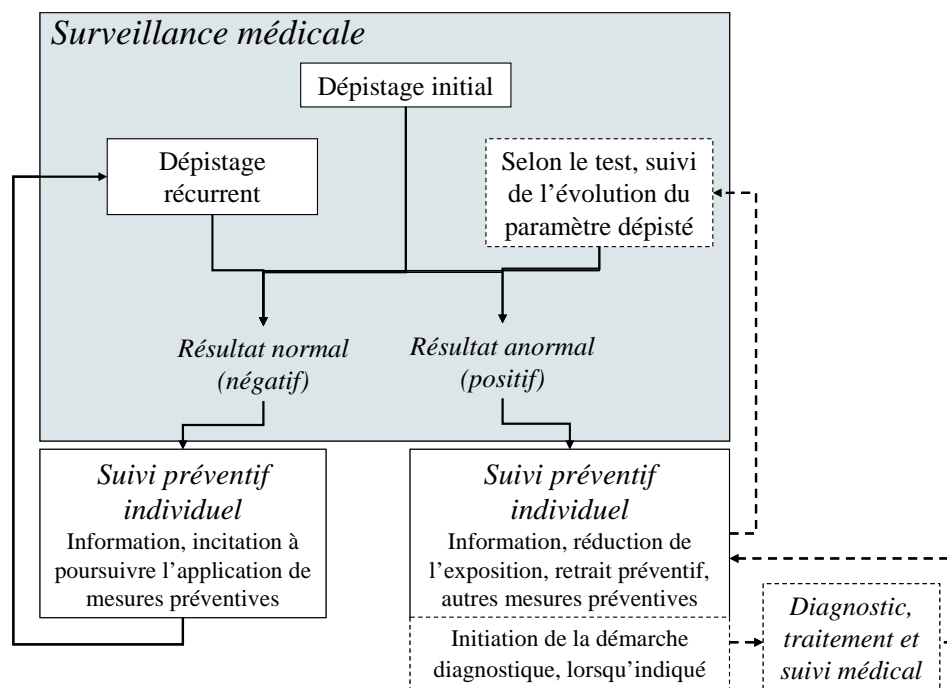 Surveillance médicale
Dépistage initial
Dépistage
récurrent
Selon le test, suivi
de l’évolution du
paramètre dépisté
Résultat normal
(négatif)
Résultat anormal
(positif)
Suivi préventif
individuel
Information, incitation à
poursuivre l’application de
mesures préventives
Suivi préventif
individuel
Information, réduction de
l’exposition, retrait préventif,
autres mesures préventives
Initiation de la démarche
diagnostique, lorsqu’indiqué
Diagnostic,
traitement et
suivi médical